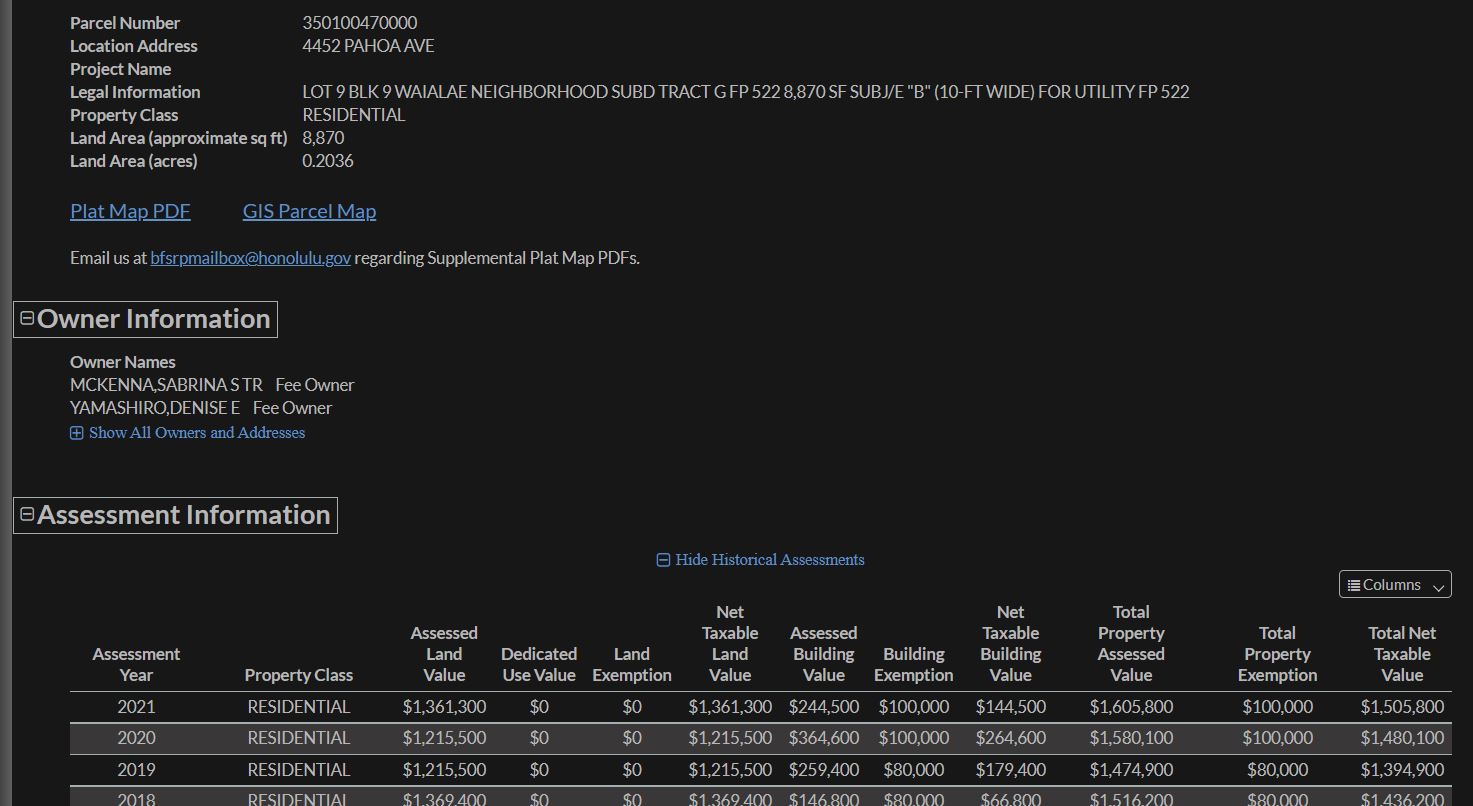 Parcel Number 350100470000
Location Address 4452 PAHOA AVE
Project Name
Legal Information LOT 9 BLK 9 WAIALAE NEIGHBORHOOD SUBD TRACT G FP 522 8,870 SF SUBJ/E "B" (10-FT WIDE) FOR UTILITY FP 522
Property Class RESIDENTIAL
Land Area (approximate sq ft) 8,870
Land Area (acres) 0.2036
Plat Map PDF GIS Parcel Map
Email us at bfsrpmailbox@honolulu.gov regarding Supplemental Plat Map PDFs.
Owner Information
Owner Names
MCKENNA,SABRINA S TR Fee Owner
YAMASHIRO,DENISE E Fee Owner
Show All Owners and Addresses
Assessment Information
Hide Historical Assessments
Columns
Assessment Year Property Class Assessed Land Value Dedicated Use Value Land Exemption Net Taxable Land Value Assessed Building Value Building Exemption Net Taxable Building Value Total Property Assessed Value Total Property Exemption Total Net Taxable Value
2021 RESIDENTIAL $1,361,300 $0 $0 $1,361,300 $244,500 $100,000 $144,500 $1,605,800 $100,000 $1,505,800
2020 RESIDENTIAL $1,215,500 $0 $0 $1,215,500 $364,600 $100,000 $264,600 $1,580,100 $100,000 $1,480,100
2019 RESIDENTIAL $1,215,500 $0 $0 $1,215,500 $259,400 $80,000 $179,400 $1,474,900 $80,000 $1,394,900
2018 RESIDENTIAL $1,369,400 $0 $0 $1,369,400 $146,800 $80,000 $66,800 $1,516,200 $80,000 $1,436,200